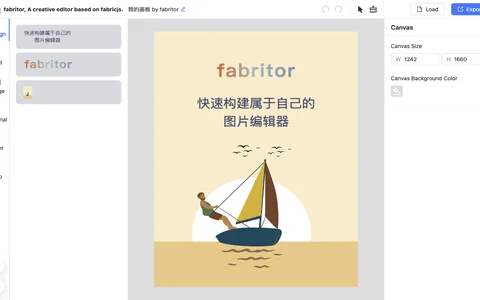 fabritor, A creative editor based on fabricjs.
我的画板 by fabritor
Load
Export
快速构建属于自己的
图片编辑器
fabritor
fabritor
快速构建属于自己的
图片编辑器
Canvas
Canvas Size
W 1242
H 1660
Canvas Background Color